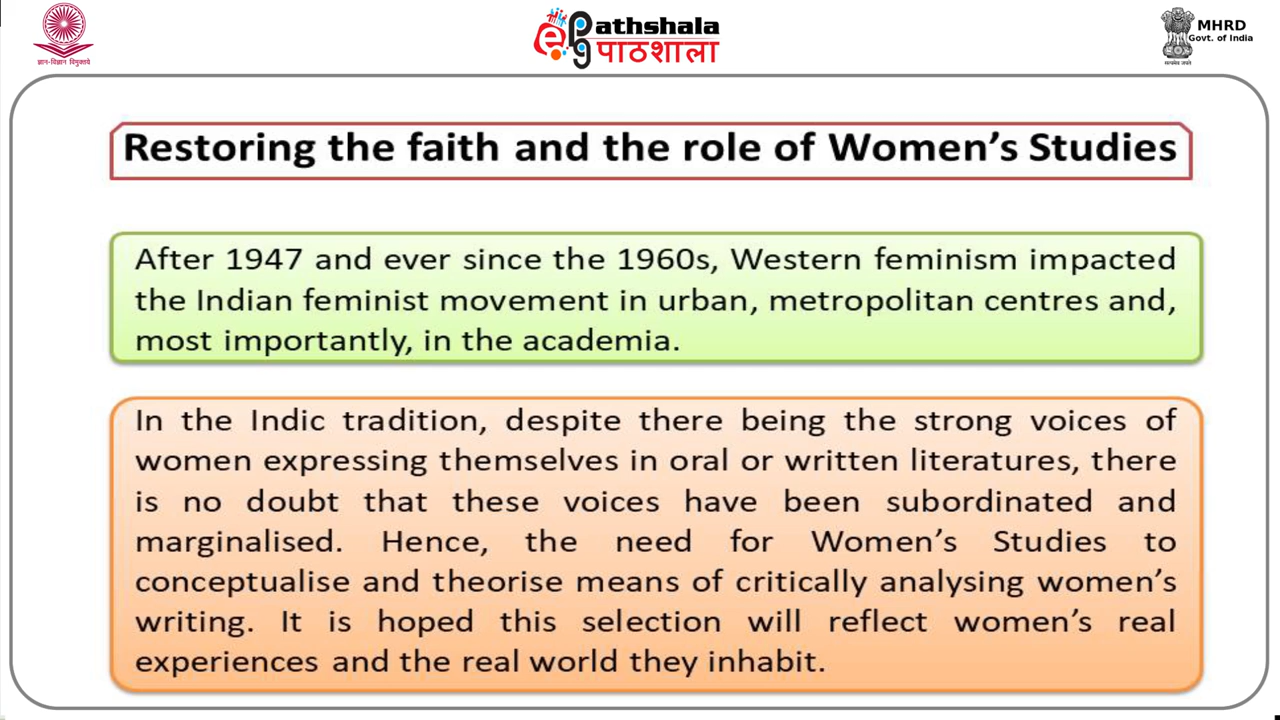 ज्ञान-विज्ञान विमुक्तये
ePathshala
पाठशाला
MHRD
Govt. of India
सत्यमेव जयते
Restoring the faith and the role of Women’s Studies
After 1947 and ever since the 1960s, Western feminism impacted
the Indian feminist movement in urban, metropolitan centres and,
most importantly, in the academia.
In the Indic tradition, despite there being the strong voices of
women expressing themselves in oral or written literatures, there
is no doubt that these voices have been subordinated and
marginalised. Hence, the need for Women’s Studies to
conceptualise and theorise means of critically analysing women’s
writing. It is hoped this selection will reflect women’s real
experiences and the real world they inhabit.